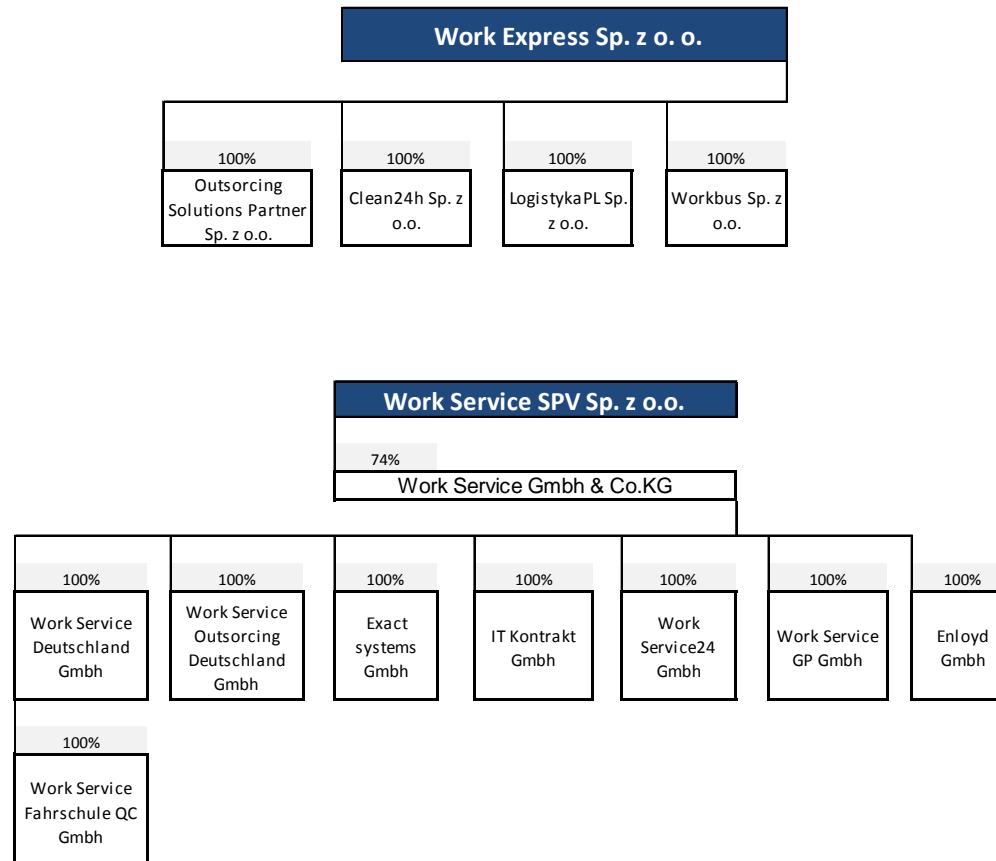 Work Express Sp. z o. o.
100%
100%
100%
100%
Outsorcing
Solutions Partner
Sp. z o.o.
Clean24h Sp. z
o.o.
LogistykaPL Sp.
z o.o.
Workbus Sp. z
o.o.
Work Service SPV Sp. z o.o.
74%
Work Service Gmbh & Co.KG
100%
100%
100%
100%
100%
100%
100%
Work Service
Deutschland
Gmbh
Work Service
Outsorcing
Deutschland
Gmbh
Exact
systems
Gmbh
IT Kontrakt
Gmbh
Work
Service24
Gmbh
Work Service
GP Gmbh
Enloyd
Gmbh
100%
Work Service
Fahrschule QC
Gmbh